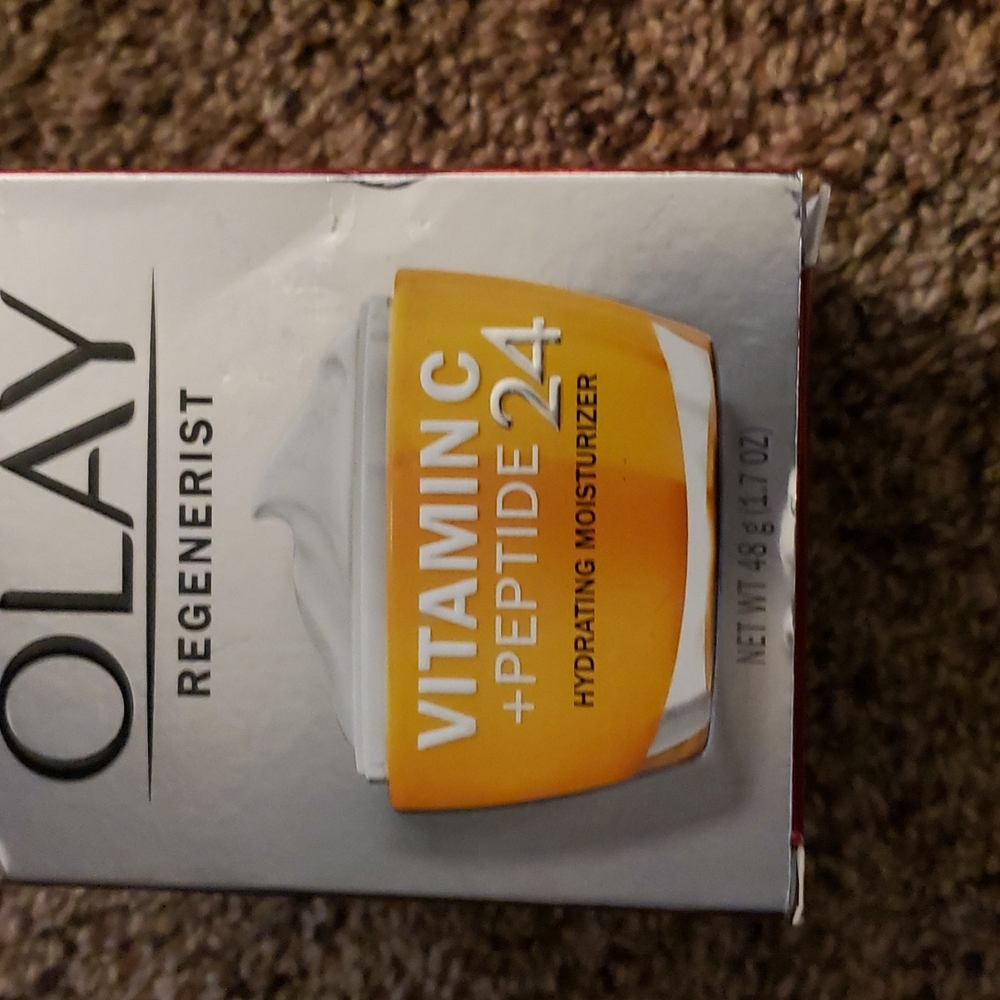 OLAY
REGENERIST
VITAMIN C
+PEPTIDE 24
HYDRATING MOISTURIZER
NET WT 48 g (1.7 OZ)